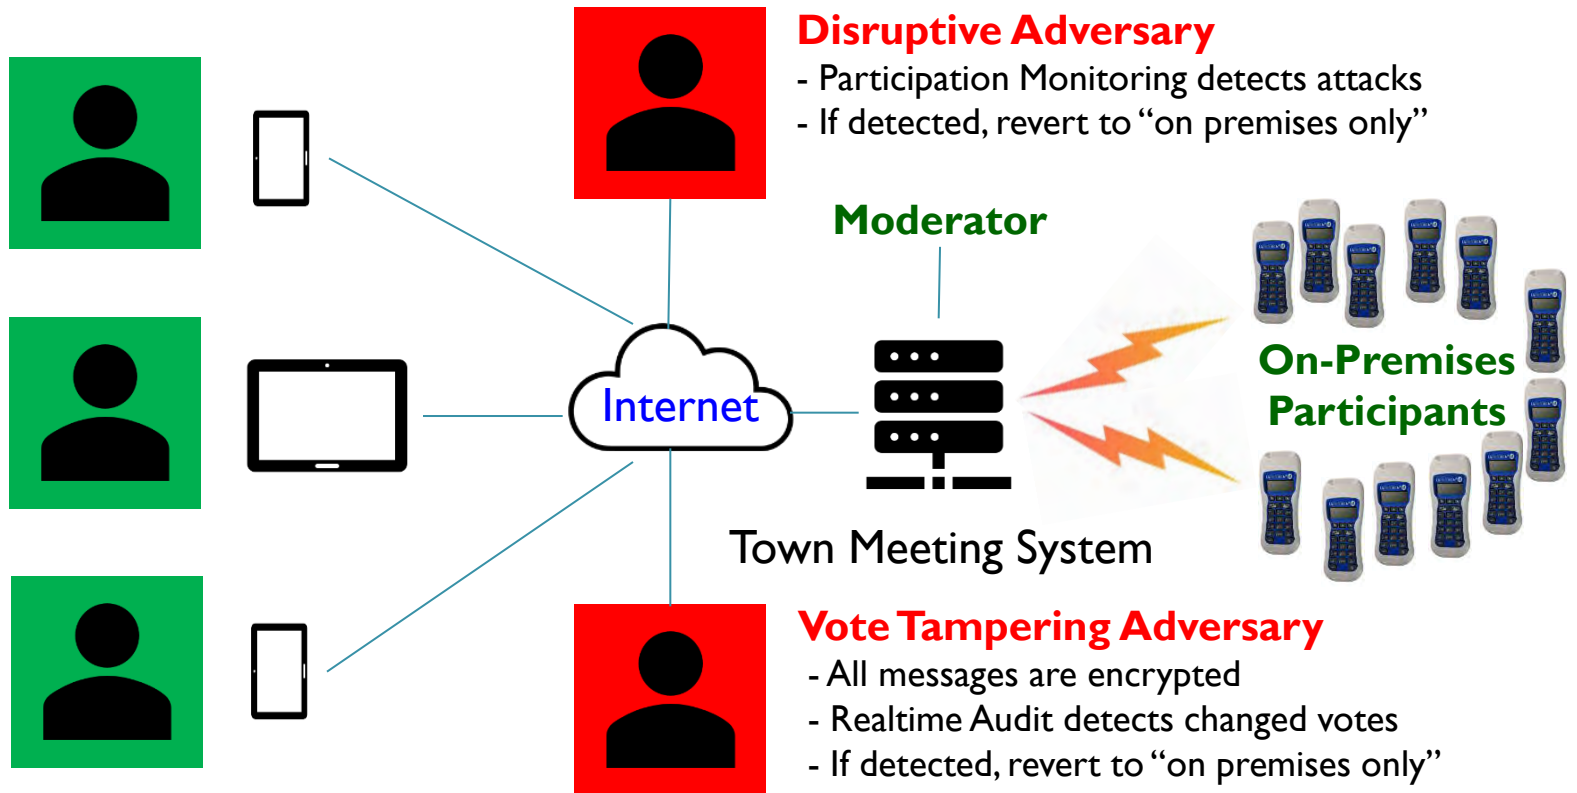 Disruptive Adversary
- Participation Monitoring detects attacks
- If detected, revert to “on premises only”
Moderator
On-Premises
Participants
Internet
Town Meeting System
Vote Tampering Adversary
- All messages are encrypted
- Realtime Audit detects changed votes
- If detected, revert to “on premises only”